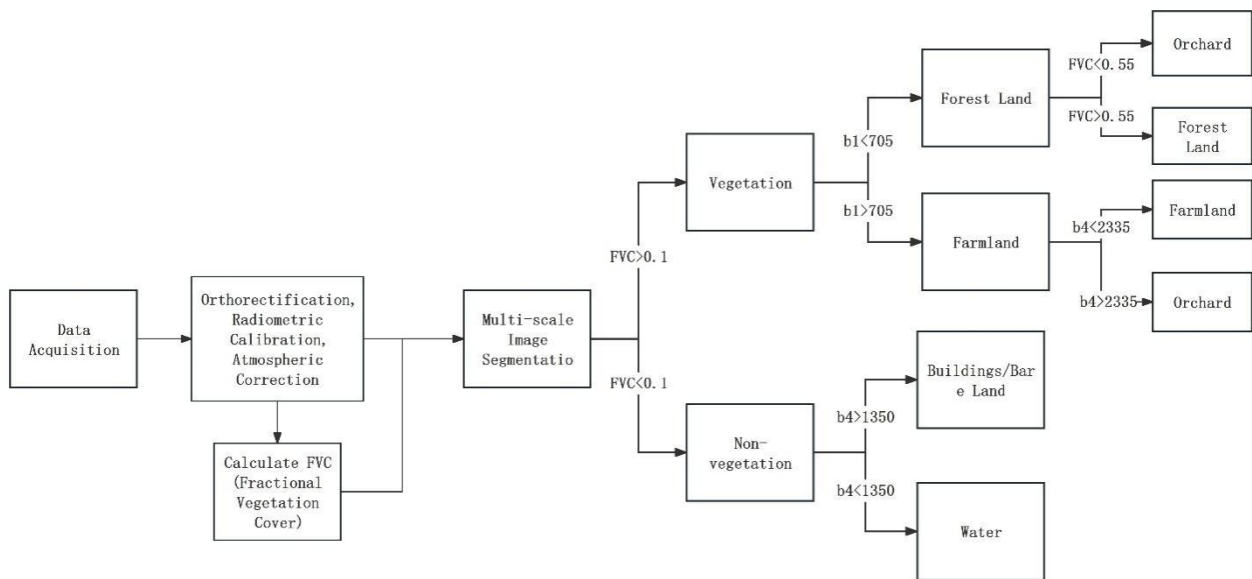 Data
Acquisition
Orthorectification,
Radiometric
Calibration,
Atmospheric
Correction
Calculate FVC
(Fractional
Vegetation
Cover)
Multi-scale
Image
Segmentatio
FVC>0.1
FVC<0.1
Vegetation
Non-
vegetation
b1<705
b1>705
b4>1350
b4<1350
Forest Land
Farmland
Buildings/Bar
e Land
Water
FVC<0.55
FVC>0.55
b4<2335
b4>2335
Orchard
Forest
Land
Farmland
Orchard